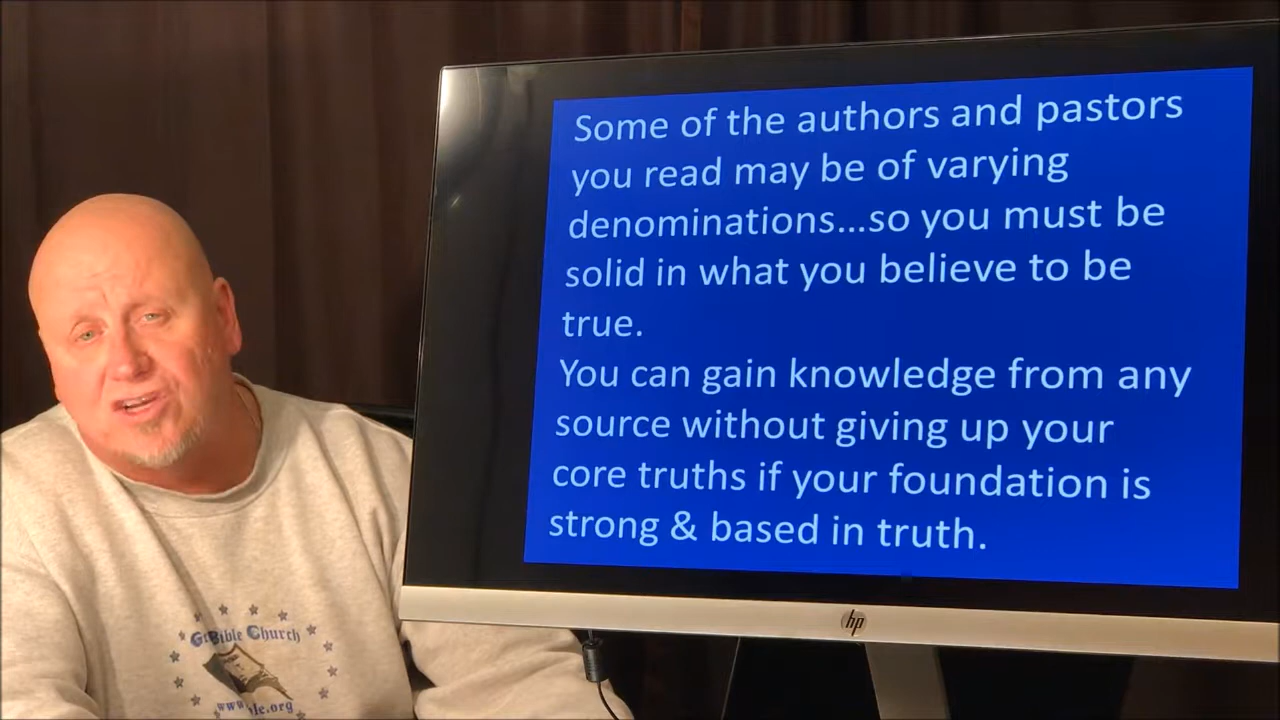 Some of the authors and pastors
you read may be of varying
denominations...so you must be
solid in what you believe to be
true.
You can gain knowledge from any
source without giving up your
core truths if your foundation is
strong & based in truth.
hp
Bible Church